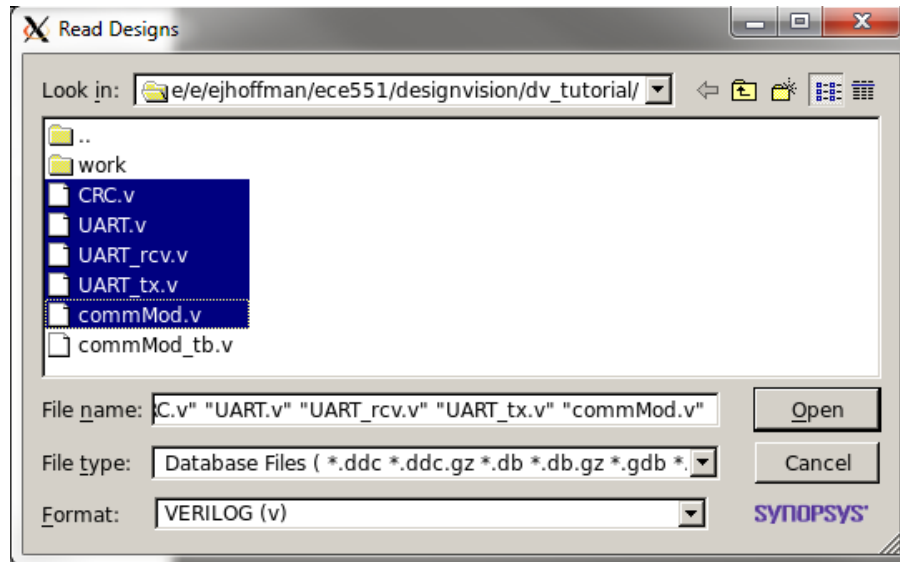 Read Designs
Look in: e/e/ejhoffman/ece551/designvision/dv_tutorial/
..
work
CRC.v
UART.v
UART_rcv.v
UART_tx.v
commMod.v
commMod_tb.v
File name: C.v" "UART.v" "UART_rcv.v" "UART_tx.v" "commMod.v" Open
File type: Database Files ( *.ddc *.ddc.gz *.db *.db.gz *.gdb *. Cancel
Format: VERILOG (v) SYNOPSYS®